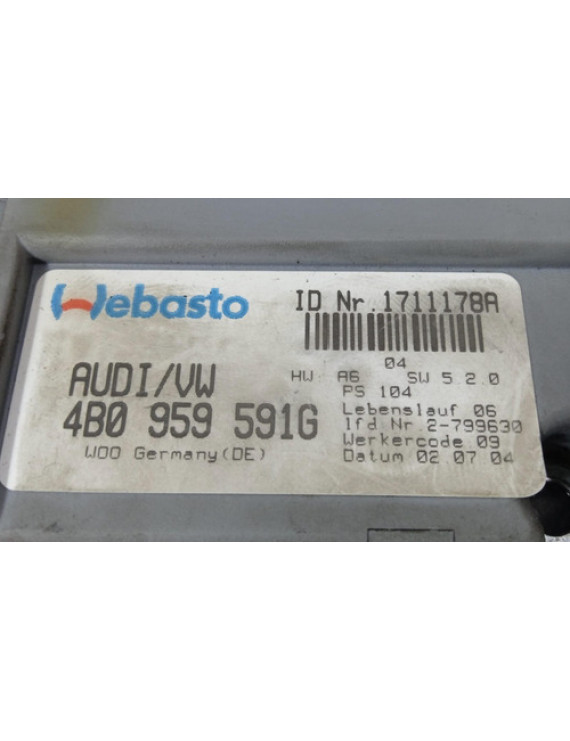 Webasto
ID Nr.1711178A
04
HW A6 SW 5.2.0
PS 104
AUDI/VW
4B0 959 591G
WDO Germany(DE)
Lebenslauf 06
lfd Nr.2-799630
Werkercode 09
Datum 02.07.04